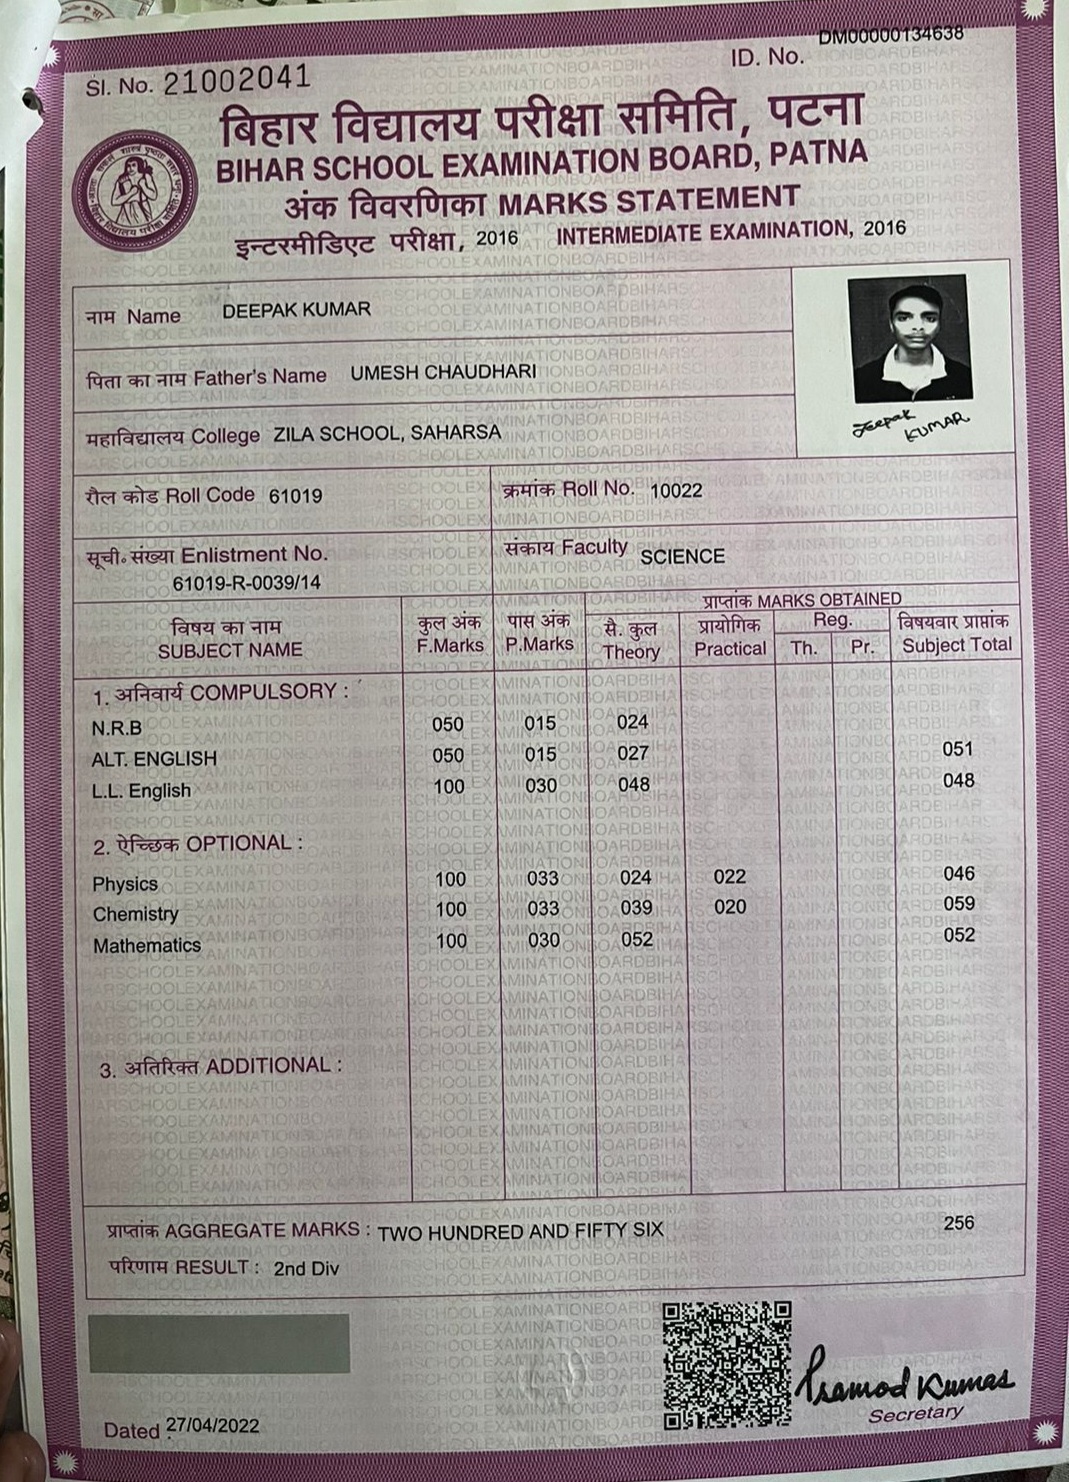 DM00000134638
Sl. No. 21002041 ID. No.
बिहार विद्यालय परीक्षा समिति, पटना
BIHAR SCHOOL EXAMINATION BOARD, PATNA
अंक विवरणिका MARKS STATEMENT
इन्टरमीडिएट परीक्षा, 2016 INTERMEDIATE EXAMINATION, 2016
नाम Name DEEPAK KUMAR
पिता का नाम Father's Name UMESH CHAUDHARI
महाविद्यालय College ZILA SCHOOL, SAHARSA
Deepak
KUMAR
रौल कोड Roll Code 61019 क्रमांक Roll No. 10022
सूची॰ संख्या Enlistment No. संकाय Faculty SCIENCE
61019-R-0039/14
प्राप्तांक MARKS OBTAINED
विषय का नाम कुल अंक पास अंक सै. कुल प्रायोगिक Reg. विषयवार प्राप्तांक
SUBJECT NAME F.Marks P.Marks Theory Practical Th. Pr. Subject Total
1. अनिवार्य COMPULSORY :
N.R.B 050 015 024
ALT. ENGLISH 050 015 027 051
L.L. English 100 030 048 048
2. ऐच्छिक OPTIONAL :
Physics 100 033 024 022 046
Chemistry 100 033 039 020 059
Mathematics 100 030 052 052
3. अतिरिक्त ADDITIONAL :
प्राप्तांक AGGREGATE MARKS : TWO HUNDRED AND FIFTY SIX 256
परिणाम RESULT : 2nd Div
Pramod Kumar
Secretary
Dated 27/04/2022